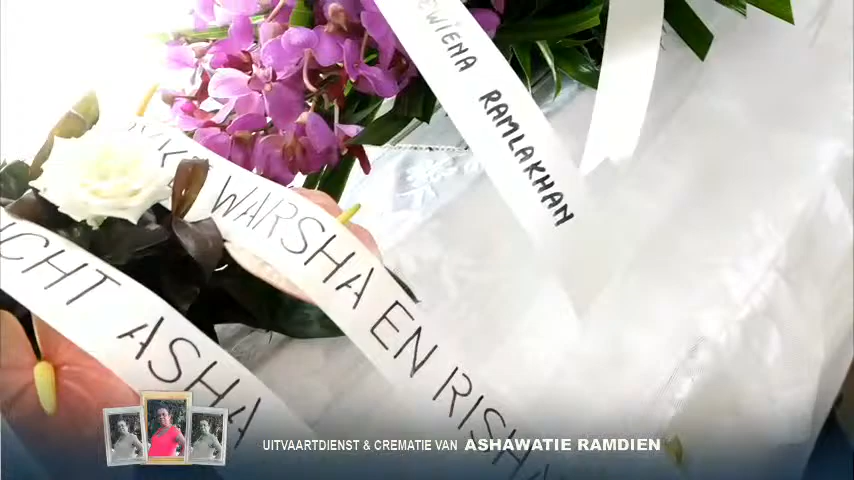 EWIENA RAMLAKHAN
WARSHA EN RISHA
ICHT ASHA
UITVAARTDIENST & CREMATIE VAN ASHAWATIE RAMDIEN